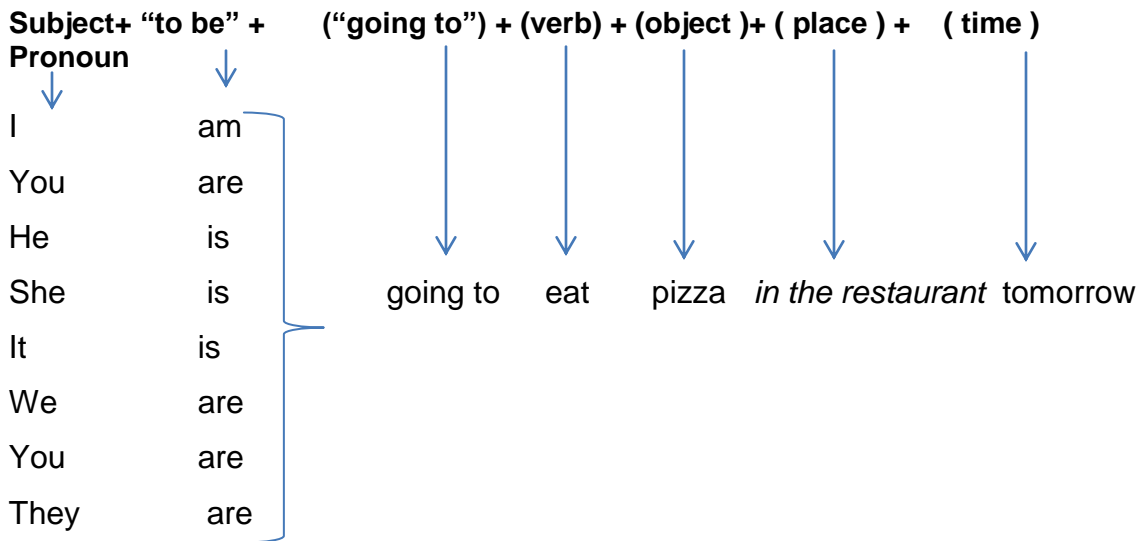 Subject+ “to be” + (“going to”) + (verb) + (object )+ ( place ) + ( time )
Pronoun
I am
You are
He is
She is going to eat pizza in the restaurant tomorrow
It is
We are
You are
They are